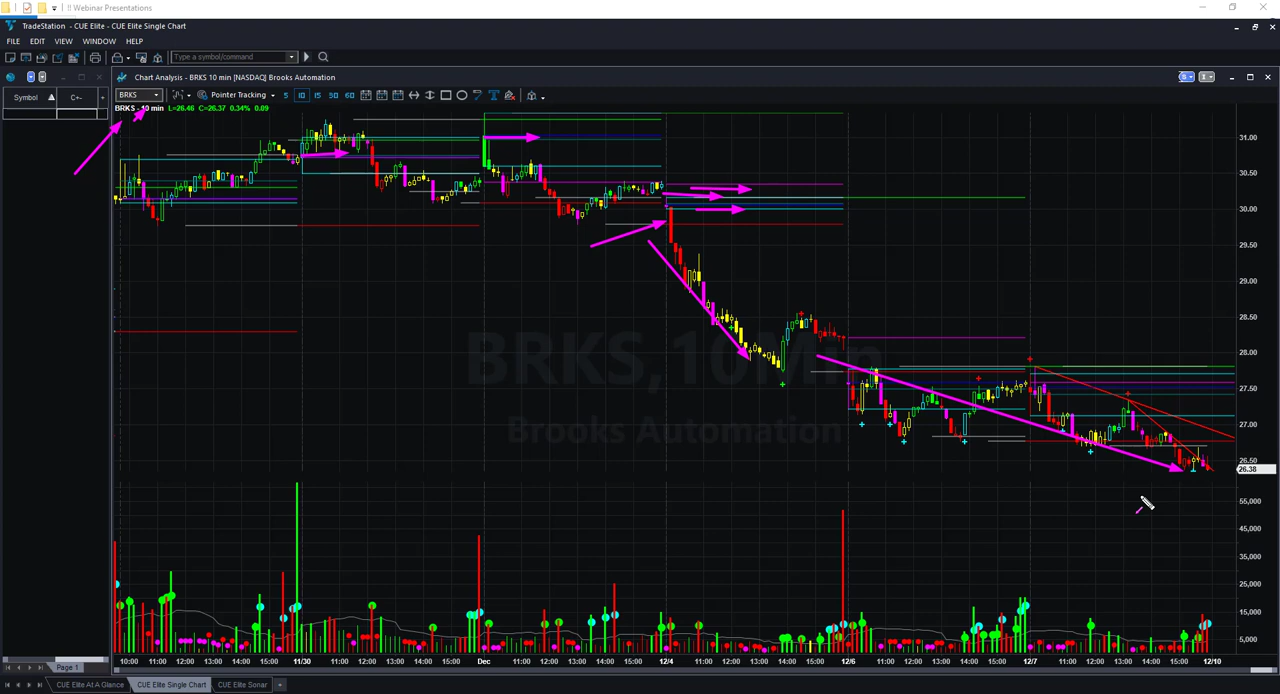 !! Webinar Presentations
TradeStation - CUE Elite - CUE Elite Single Chart
FILE EDIT VIEW WINDOW HELP
Type a symbol/command
Chart Analysis - BRKS 10 min [NASDAQ] Brooks Automation
Symbol C+-
BRKS Pointer Tracking 5 10 15 30 60
BRKS - 10 min L=26.46 C=26.37 0.34% 0.09
31.00
30.50
30.00
29.50
29.00
28.50
28.00
27.50
27.00
26.50
26.38
BRKS,10 Min
Brooks Automation
55,000
45,000
35,000
25,000
15,000
5,000
10:00 11:00 12:00 13:00 14:00 15:00 11/30 11:00 12:00 13:00 14:00 15:00 Dec 11:00 12:00 13:00 14:00 15:00 12/4 11:00 12:00 13:00 14:00 15:00 12/6 11:00 12:00 13:00 14:00 15:00 12/7 11:00 12:00 13:00 14:00 15:00 12/10
Page 1
CUE Elite At A Glance CUE Elite Single Chart CUE Elite Sonar +